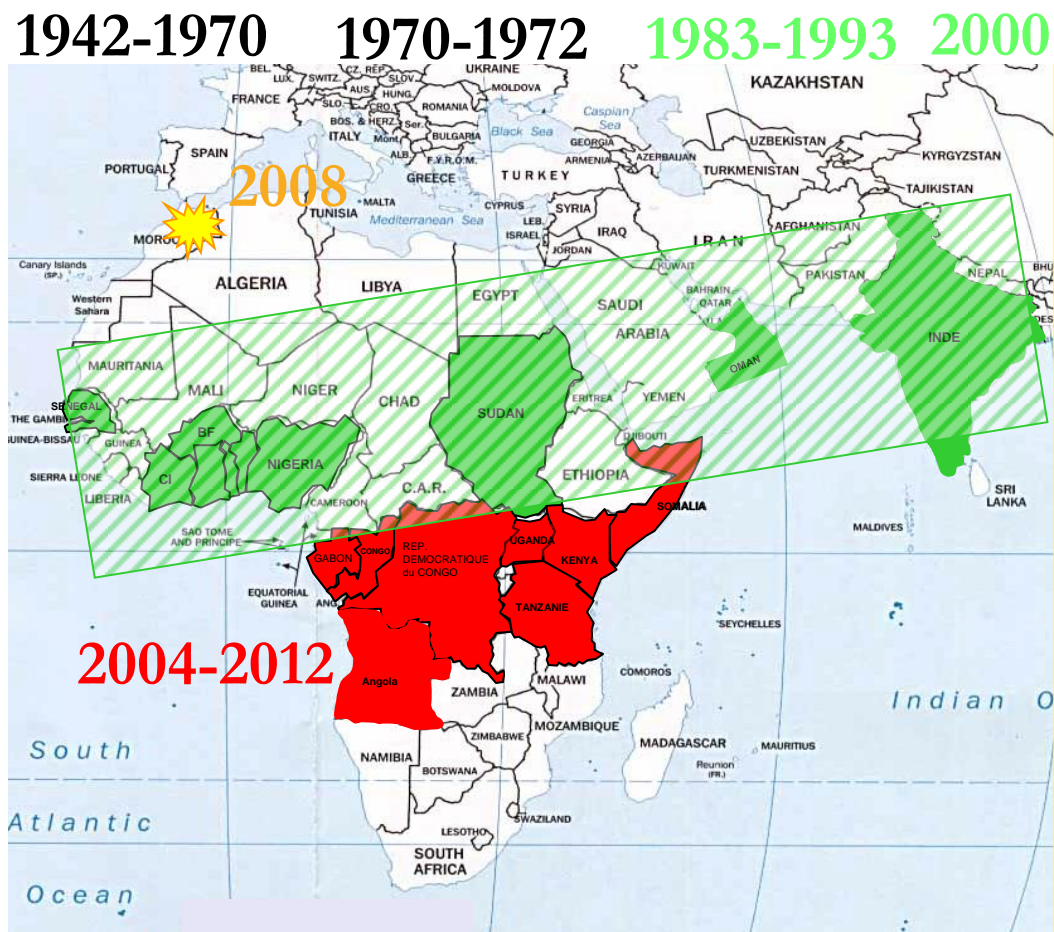 1942-1970 1970-1972 1983-1993 2000
BEL.
LUX.
SWITZ.
CZ. REP.
SLOV.
UKRAINE
MOLDOVA
KAZAKHSTAN
FRANCE
AUS
HUNG.
SLO.
CRO.
ROMANIA
BOS. & HERZ.
Ser.
ITALY
Mont.
BULGARIA
Black Sea
Caspian
Sea
GEORGIA
UZBEKISTAN
KYRGYZSTAN
SPAIN
PORTUGAL
ALB.
F.Y.R.O.M.
ARMENIA
AZERBAIJAN
TURKMENISTAN
TAJIKISTAN
GREECE
TURKEY
2008
MALTA
CYPRUS
SYRIA
TUNISIA
Mediterranean Sea
LEB.
ISRAEL
IRAQ
IRAN
AFGHANISTAN
MOROC
JORDAN
Canary Islands
(SP.)
ALGERIA
LIBYA
EGYPT
KUWAIT
PAKISTAN
NEPAL
BHU
Western
Sahara
SAUDI
ARABIA
BAHRAIN
QATAR
DES
INDE
MAURITANIA
MALI
NIGER
CHAD
OMAN
SENEGAL
THE GAMBI
GUINEA-BISSAU
GUINEA
BF
SUDAN
ERITREA
YEMEN
DJIBOUTI
SIERRA LEONE
LIBERIA
CI
NIGERIA
C.A.R.
ETHIOPIA
SRI
LANKA
CAMEROON
SOMALIA
MALDIVES
SAO TOME
AND PRINCIPE
GABON
CONGO
REP.
DEMOCRATIQUE
du CONGO
UGANDA
KENYA
EQUATORIAL
GUINEA
ANG
TANZANIE
SEYCHELLES
2004-2012
Angola
COMOROS
ZAMBIA
MALAWI
Indian O
MOZAMBIQUE
ZIMBABWE
South
NAMIBIA
MADAGASCAR
MAURITIUS
Reunion
(FR.)
BOTSWANA
Atlantic
SWAZILAND
LESOTHO
SOUTH
AFRICA
Ocean